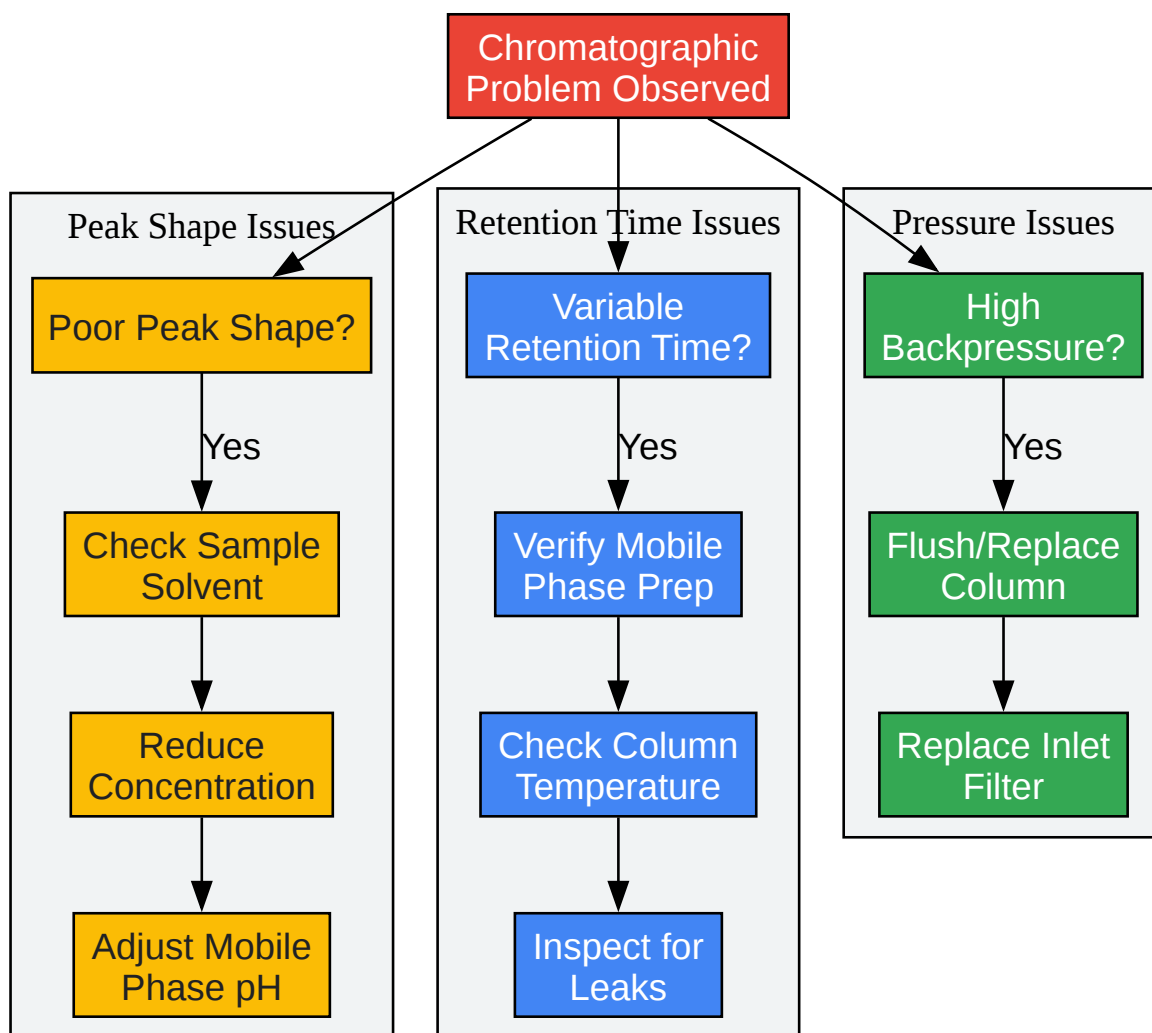 Chromatographic
Problem Observed
Peak Shape Issues
Poor Peak Shape?
Yes
Check Sample
Solvent
Reduce
Concentration
Adjust Mobile
Phase pH
Retention Time Issues
Variable
Retention Time?
Yes
Verify Mobile
Phase Prep
Check Column
Temperature
Inspect for
Leaks
Pressure Issues
High
Backpressure?
Yes
Flush/Replace
Column
Replace Inlet
Filter